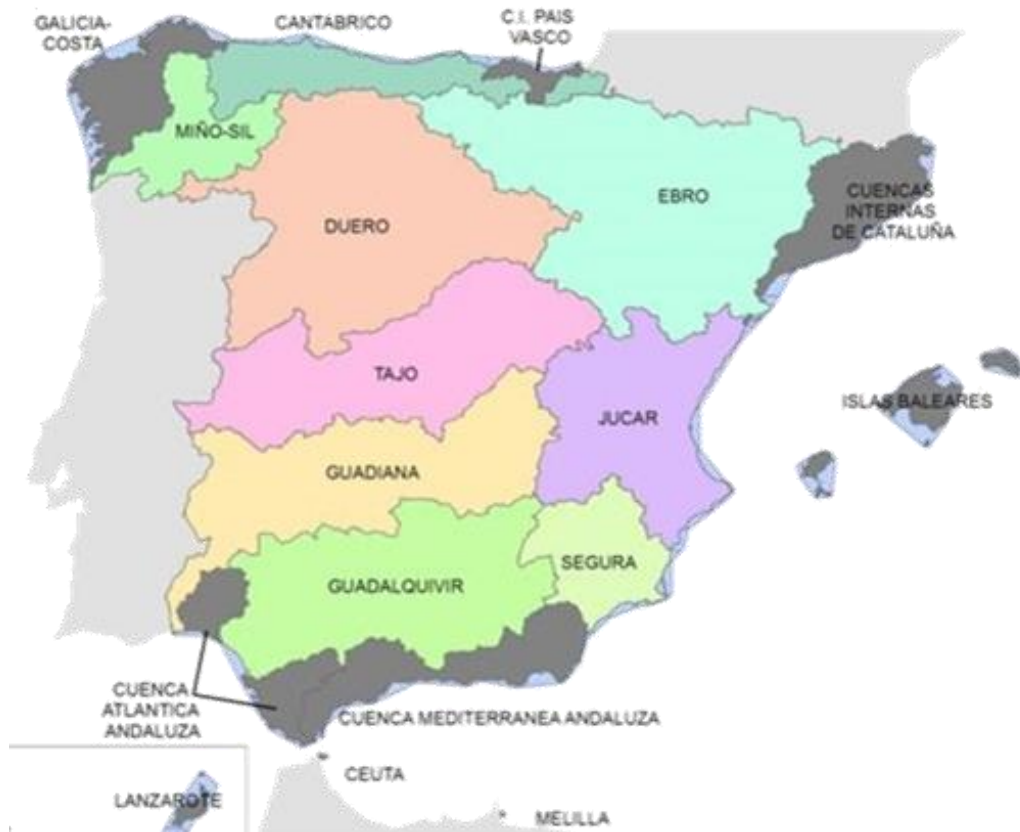 GALICIA-
COSTA
CANTÁBRICO
C.I. PAIS
VASCO
MIÑO-SIL
EBRO
CUENCAS
INTERNAS
DE CATALUÑA
DUERO
TAJO
ISLAS BALEARES
JUCAR
GUADIANA
SEGURA
GUADALQUIVIR
CUENCA
ATLANTICA
ANDALUZA
CUENCA MEDITERRANEA ANDALUZA
CEUTA
LANZAROTE
MELILLA